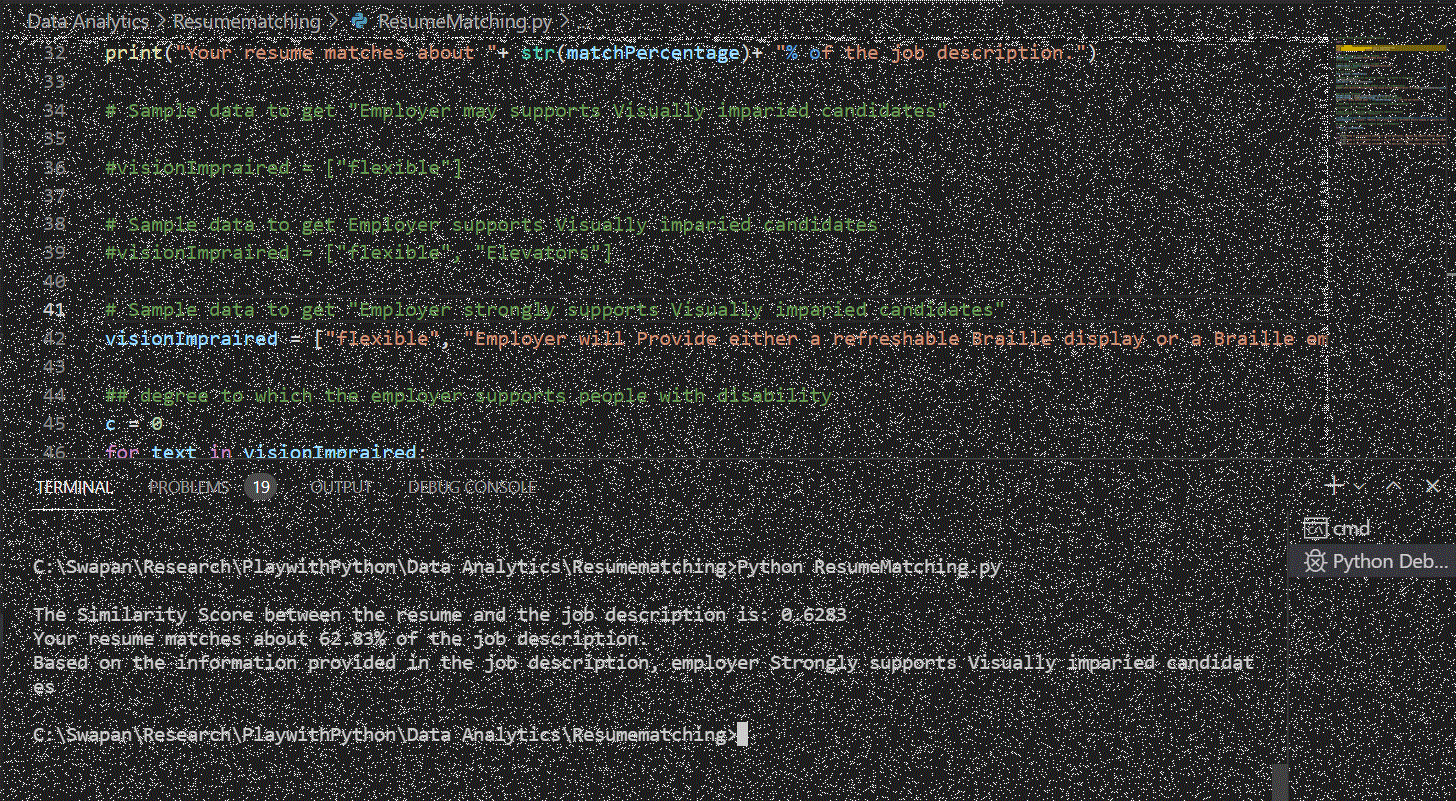 Data Analytics > Resumematching > ResumeMatching.py > ...
32 print("Your resume matches about "+ str(matchPercentage)+ "% of the job description.")
33
34 # Sample data to get "Employer may supports Visually imparied candidates"
35
36 #visionImpraired = ["flexible"]
37
38 # Sample data to get Employer supports Visually imparied candidates
39 #visionImpraired = ["flexible", "Elevators"]
40
41 # Sample data to get "Employer strongly supports Visually imparied candidates"
42 visionImpraired = ["flexible", "Employer will Provide either a refreshable Braille display or a Braille em
43
44 ## degree to which the employer supports people with disability
45 c = 0
46 for text in visionImpraired:
TERMINAL PROBLEMS 19 OUTPUT DEBUG CONSOLE
cmd
Python Deb...
C:\Swapan\Research\PlaywithPython\Data Analytics\Resumematching>Python ResumeMatching.py
The Similarity Score between the resume and the job description is: 0.6283
Your resume matches about 62.83% of the job description.
Based on the information provided in the job description, employer Strongly supports Visually imparied candidat
es
C:\Swapan\Research\PlaywithPython\Data Analytics\Resumematching>